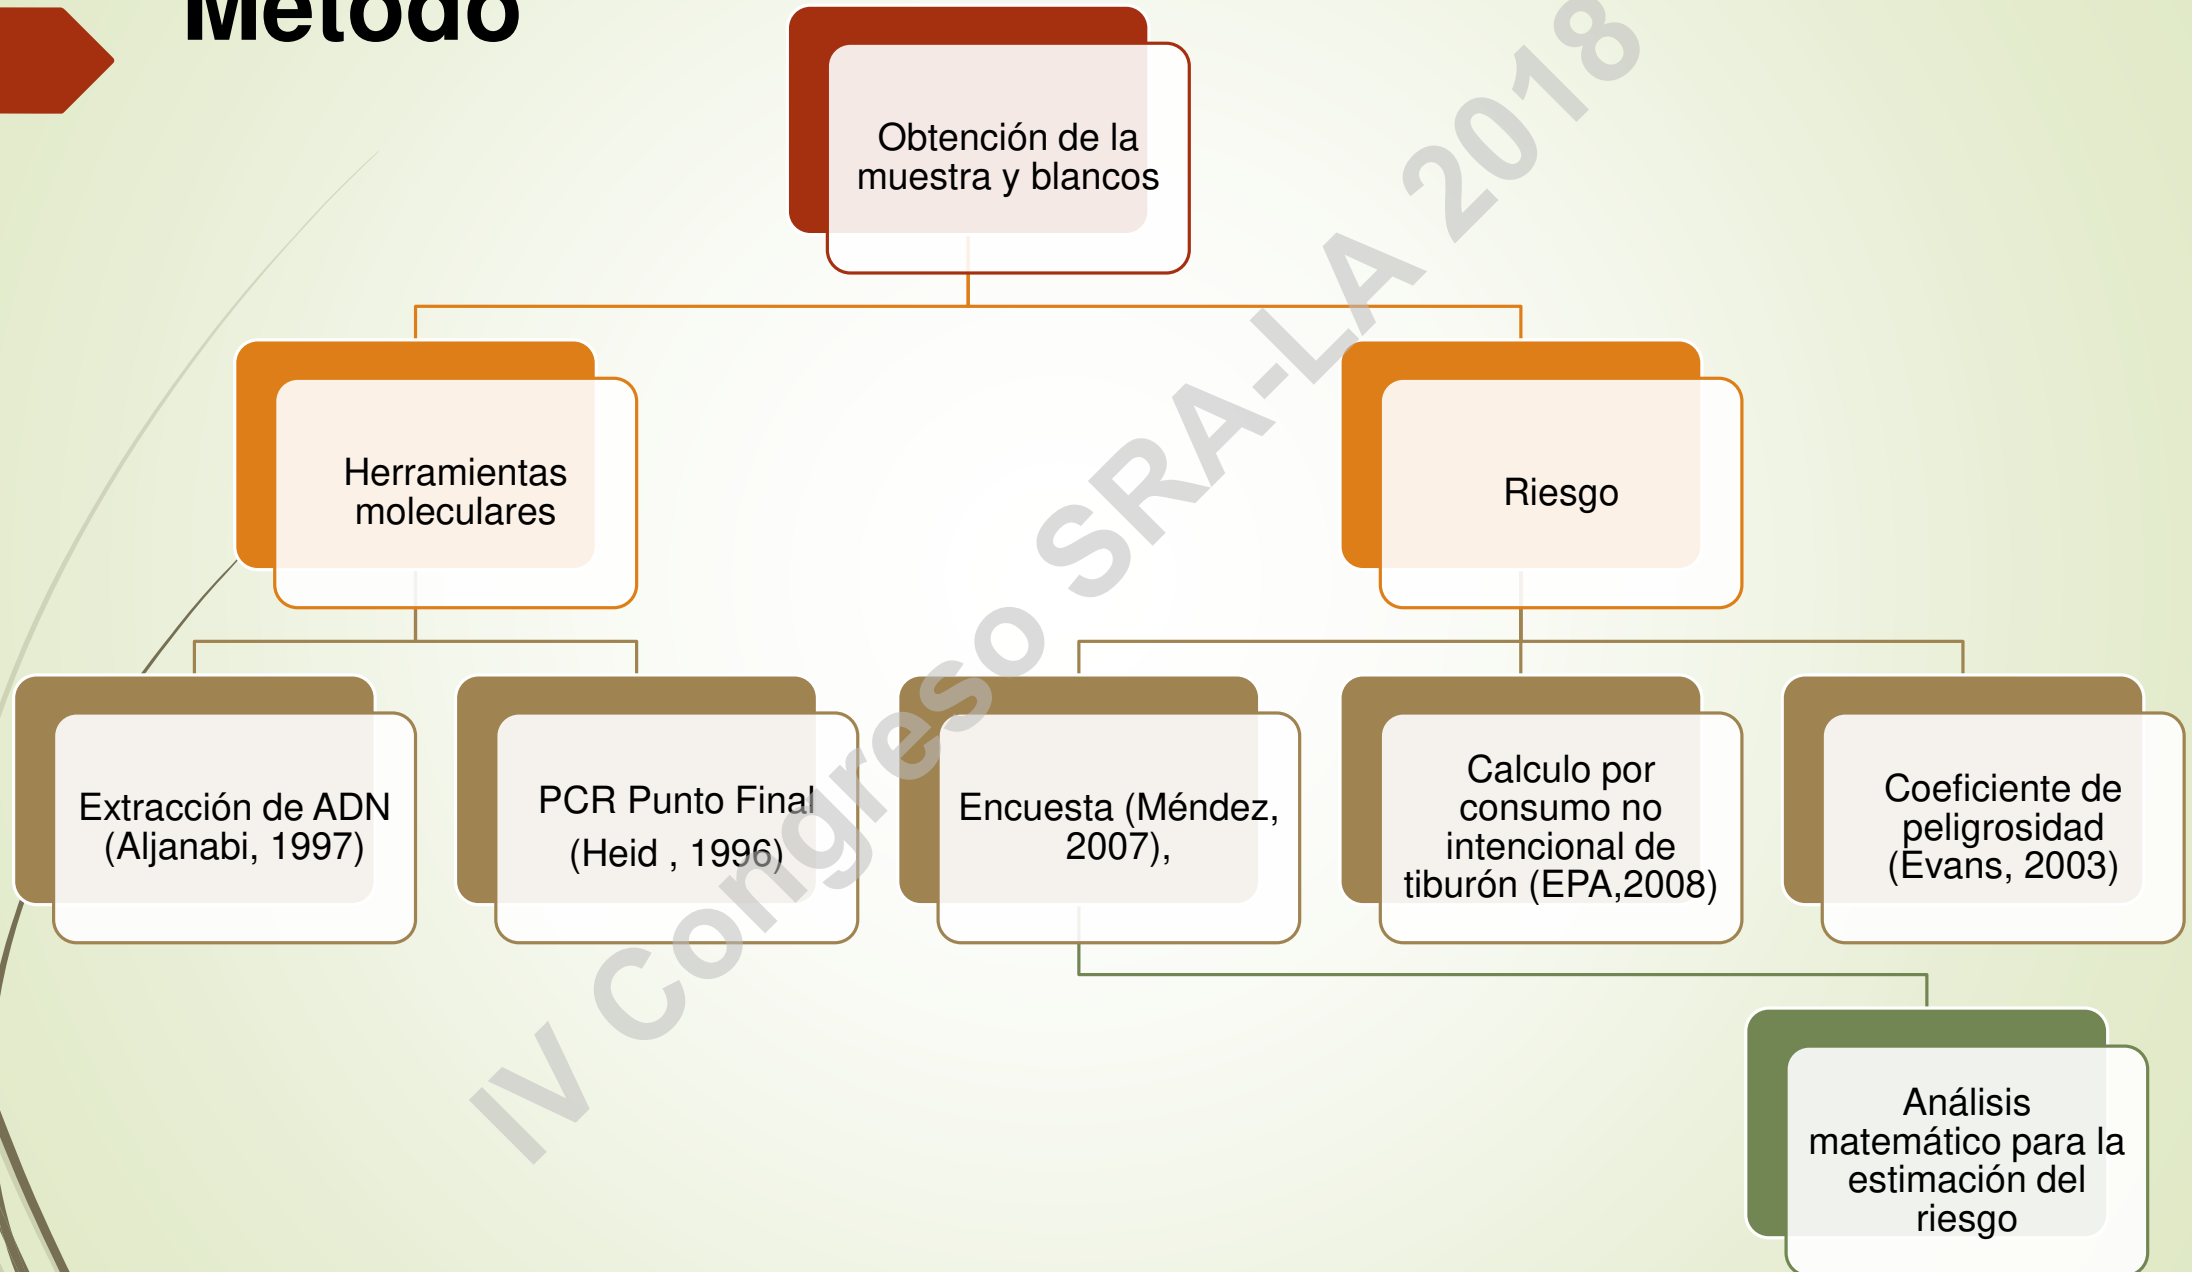 Método
Obtención de la
muestra y blancos
Herramientas
moleculares
Riesgo
Extracción de ADN
(Aljanabi, 1997)
PCR Punto Final
(Heid , 1996)
Encuesta (Méndez,
2007),
Calculo por
consumo no
intencional de
tiburón (EPA,2008)
Coeficiente de
peligrosidad
(Evans, 2003)
Análisis
matemático para la
estimación del
riesgo
IV Congreso SRA-LA 2018